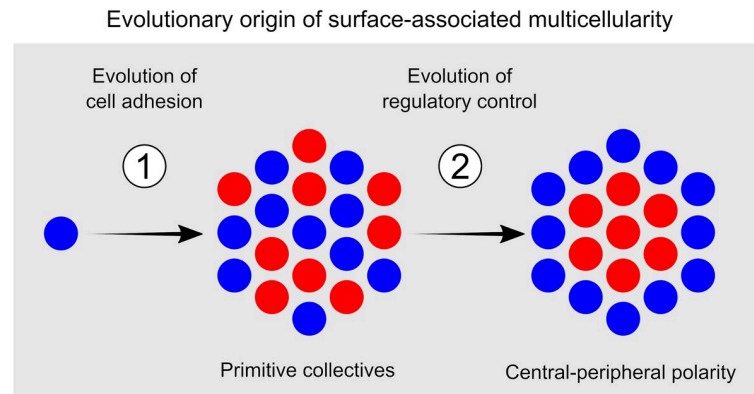 Evolutionary origin of surface-associated multicellularity
Evolution of
cell adhesion
1
Evolution of
regulatory control
2
Primitive collectives
Central-peripheral polarity